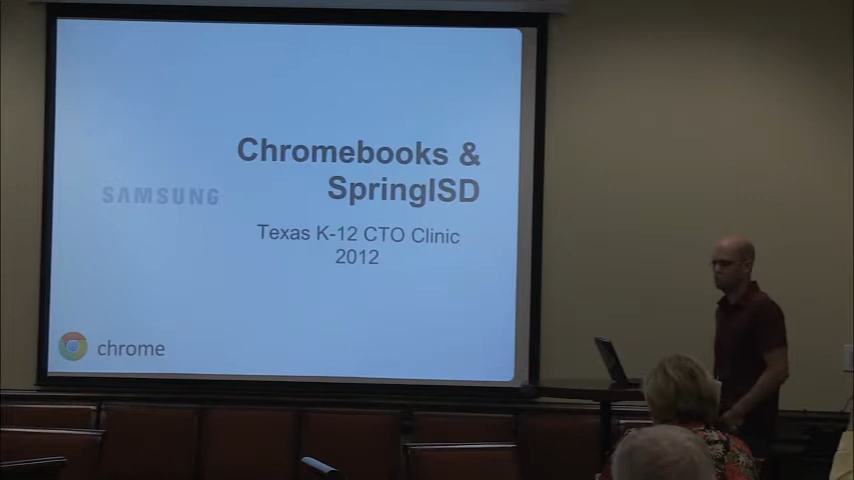 Chromebooks &
SpringISD
SAMSUNG
Texas K-12 CTO Clinic
2012
chrome